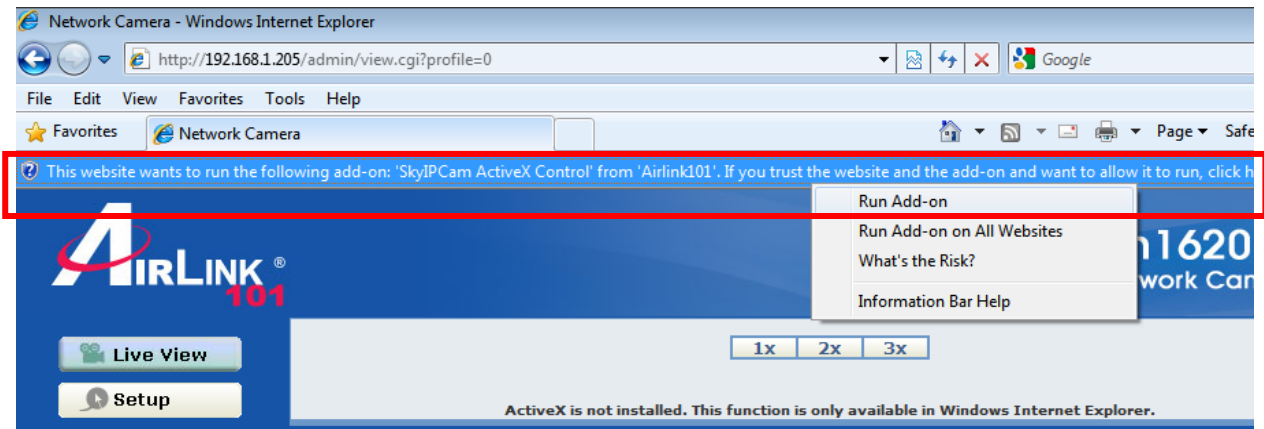 Network Camera - Windows Internet Explorer
http://192.168.1.205/admin/view.cgi?profile=0 Google
File Edit View Favorites Tools Help
Favorites Network Camera Page Safe
This website wants to run the following add-on: 'SkyIPCam ActiveX Control' from 'Airlink101'. If you trust the website and the add-on and want to allow it to run, click h
Run Add-on
Run Add-on on All Websites
What's the Risk?
Information Bar Help
AIRLINK ®
101
1620
work Cam
Live View
1x 2x 3x
Setup
ActiveX is not installed. This function is only available in Windows Internet Explorer.